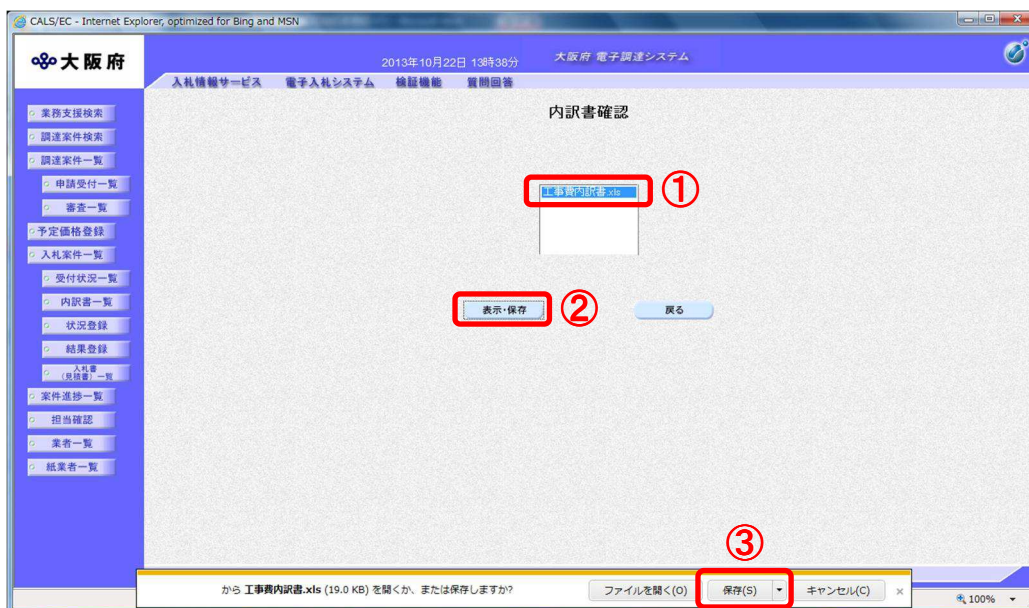 CALS/EC - Internet Explorer, optimized for Bing and MSN
大阪府
2013年10月22日 13時38分
大阪府 電子調達システム
入札情報サービス 電子入札システム 検証機能 質問回答
業務支援検索
調達案件検索
調達案件一覧
申請受付一覧
審査一覧
予定価格登録
入札案件一覧
受付状況一覧
内訳書一覧
状況登録
結果登録
入札書
(見積書) 一覧
案件進捗一覧
担当確認
業者一覧
紙業者一覧
内訳書確認
工事費内訳書.xls
①
表示・保存
②
戻る
③
から 工事費内訳書.xls (19.0 KB) を開くか、または保存しますか?
ファイルを開く(O)
保存(S)
キャンセル(C)
×
100%